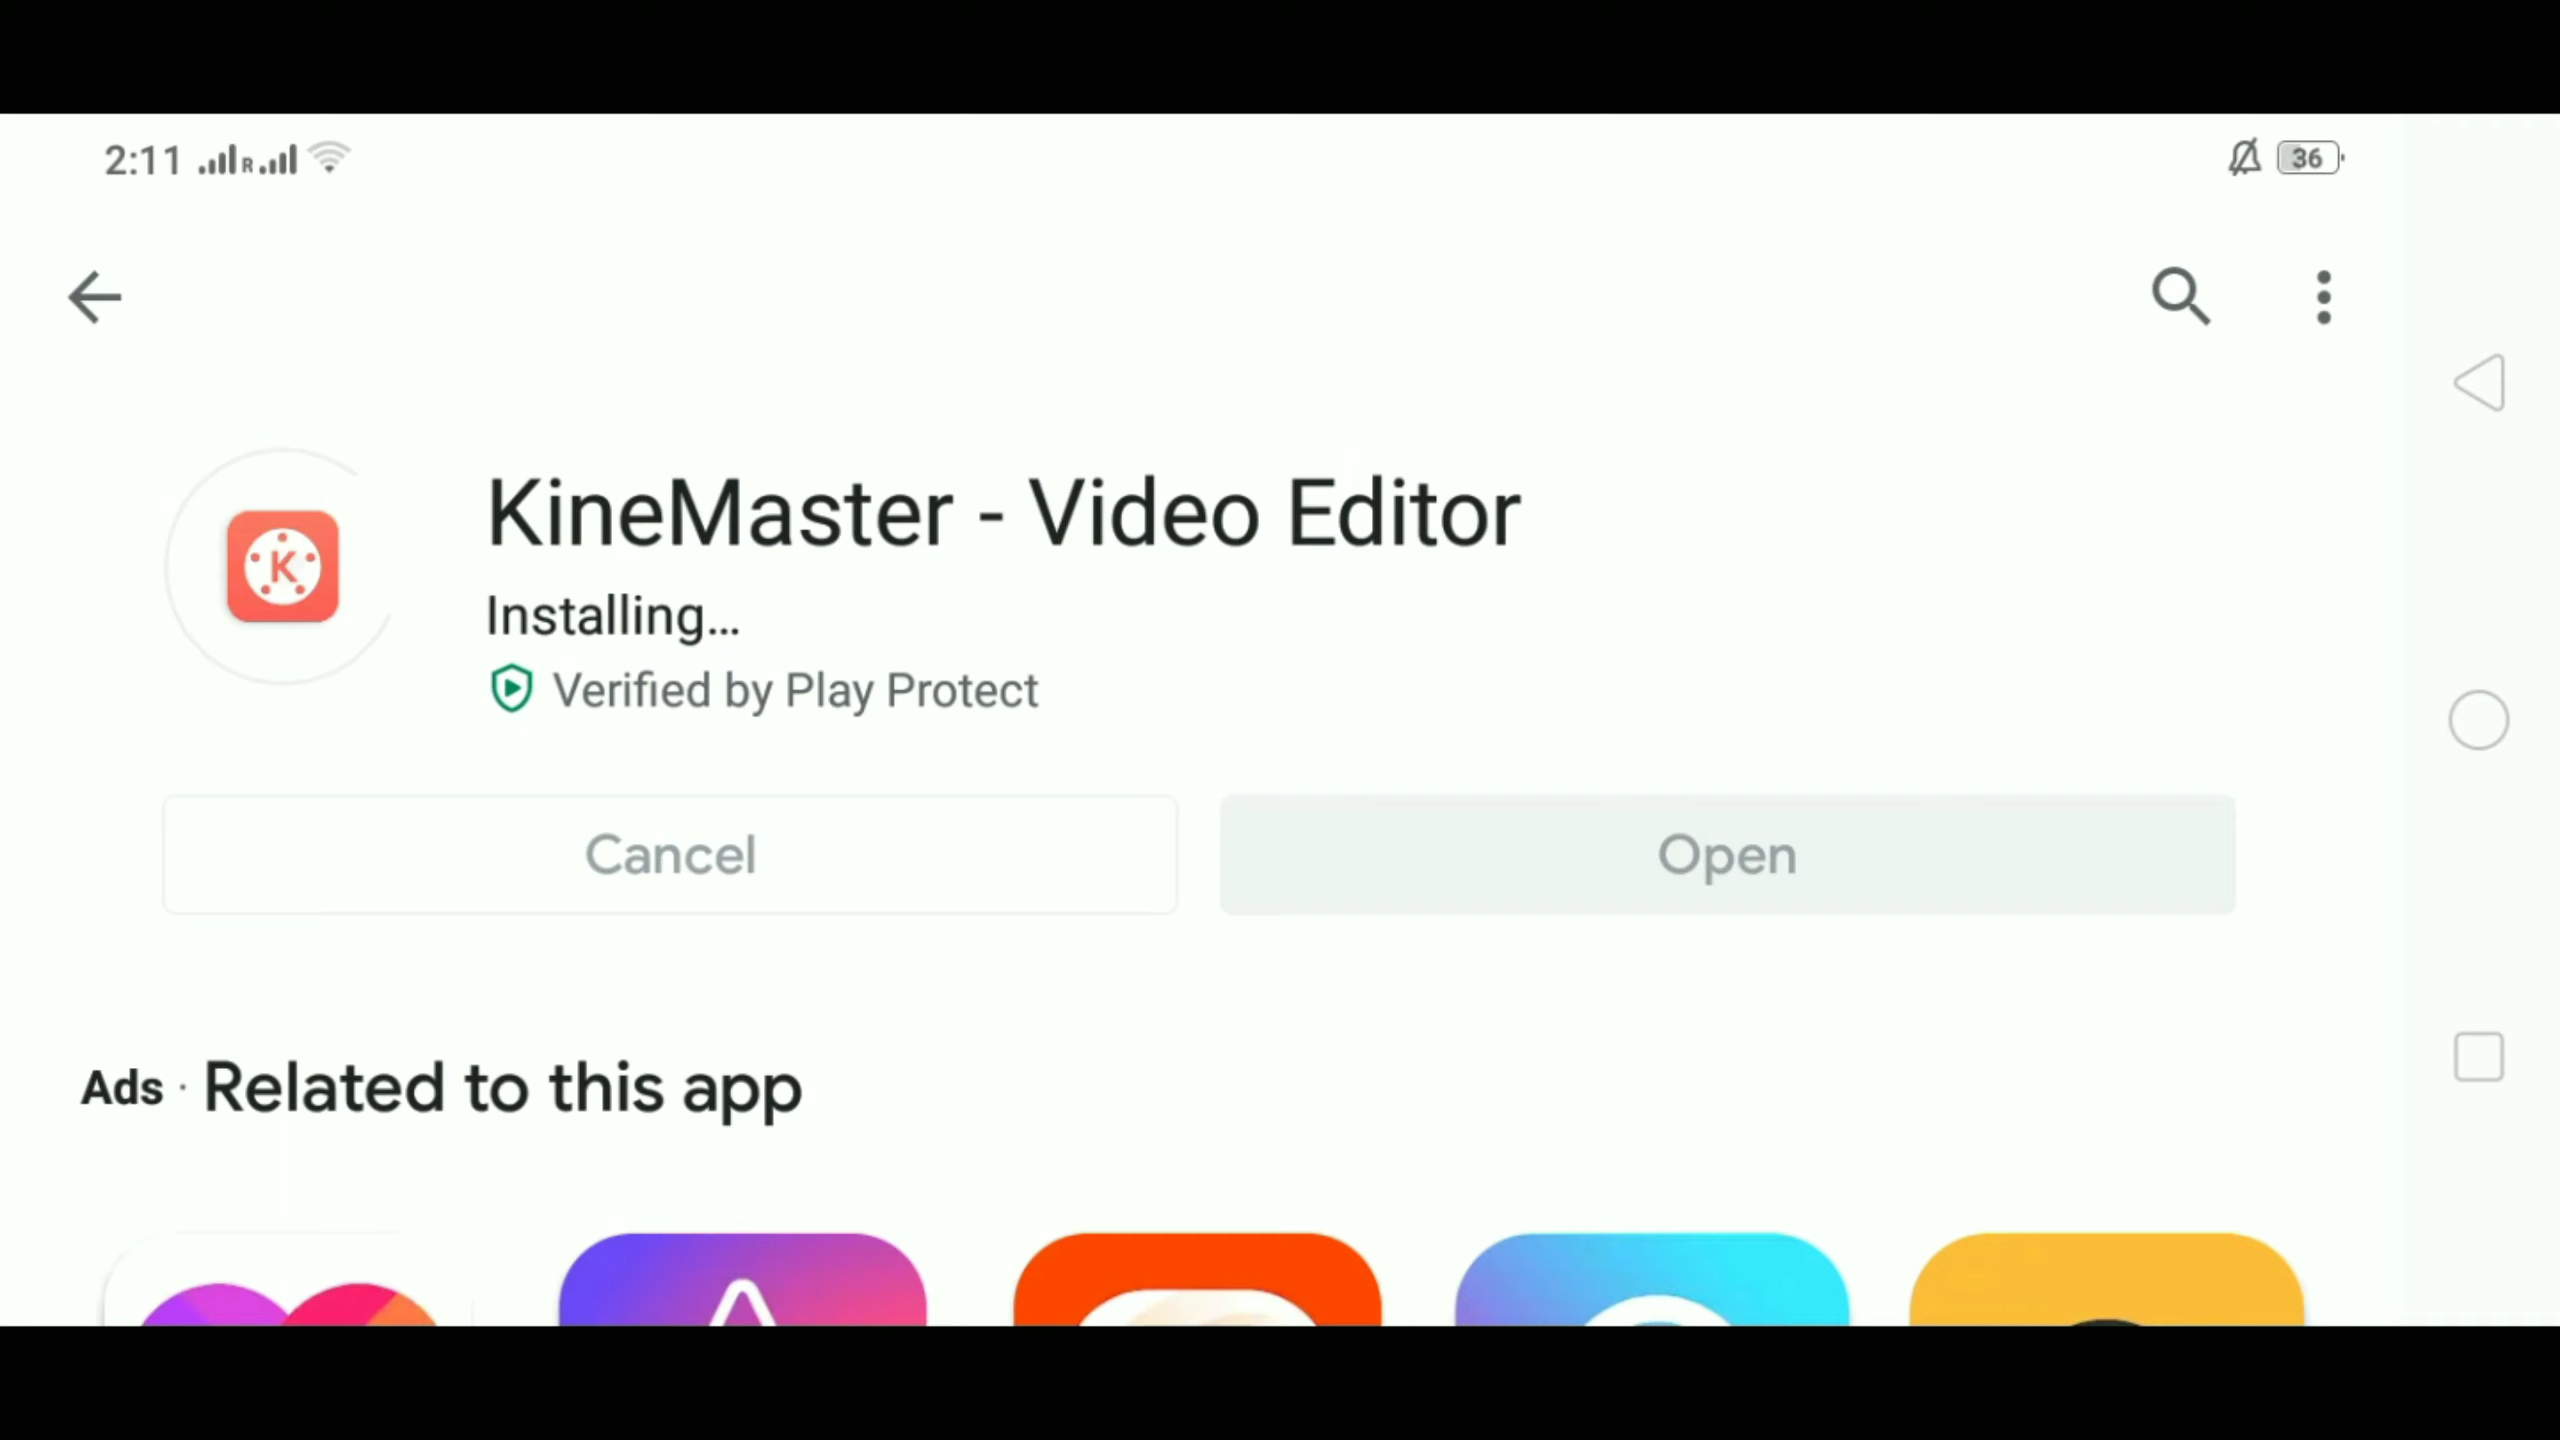 2:11 R 36
KineMaster - Video Editor
K
Installing...
Verified by Play Protect
Cancel Open
Ads · Related to this app